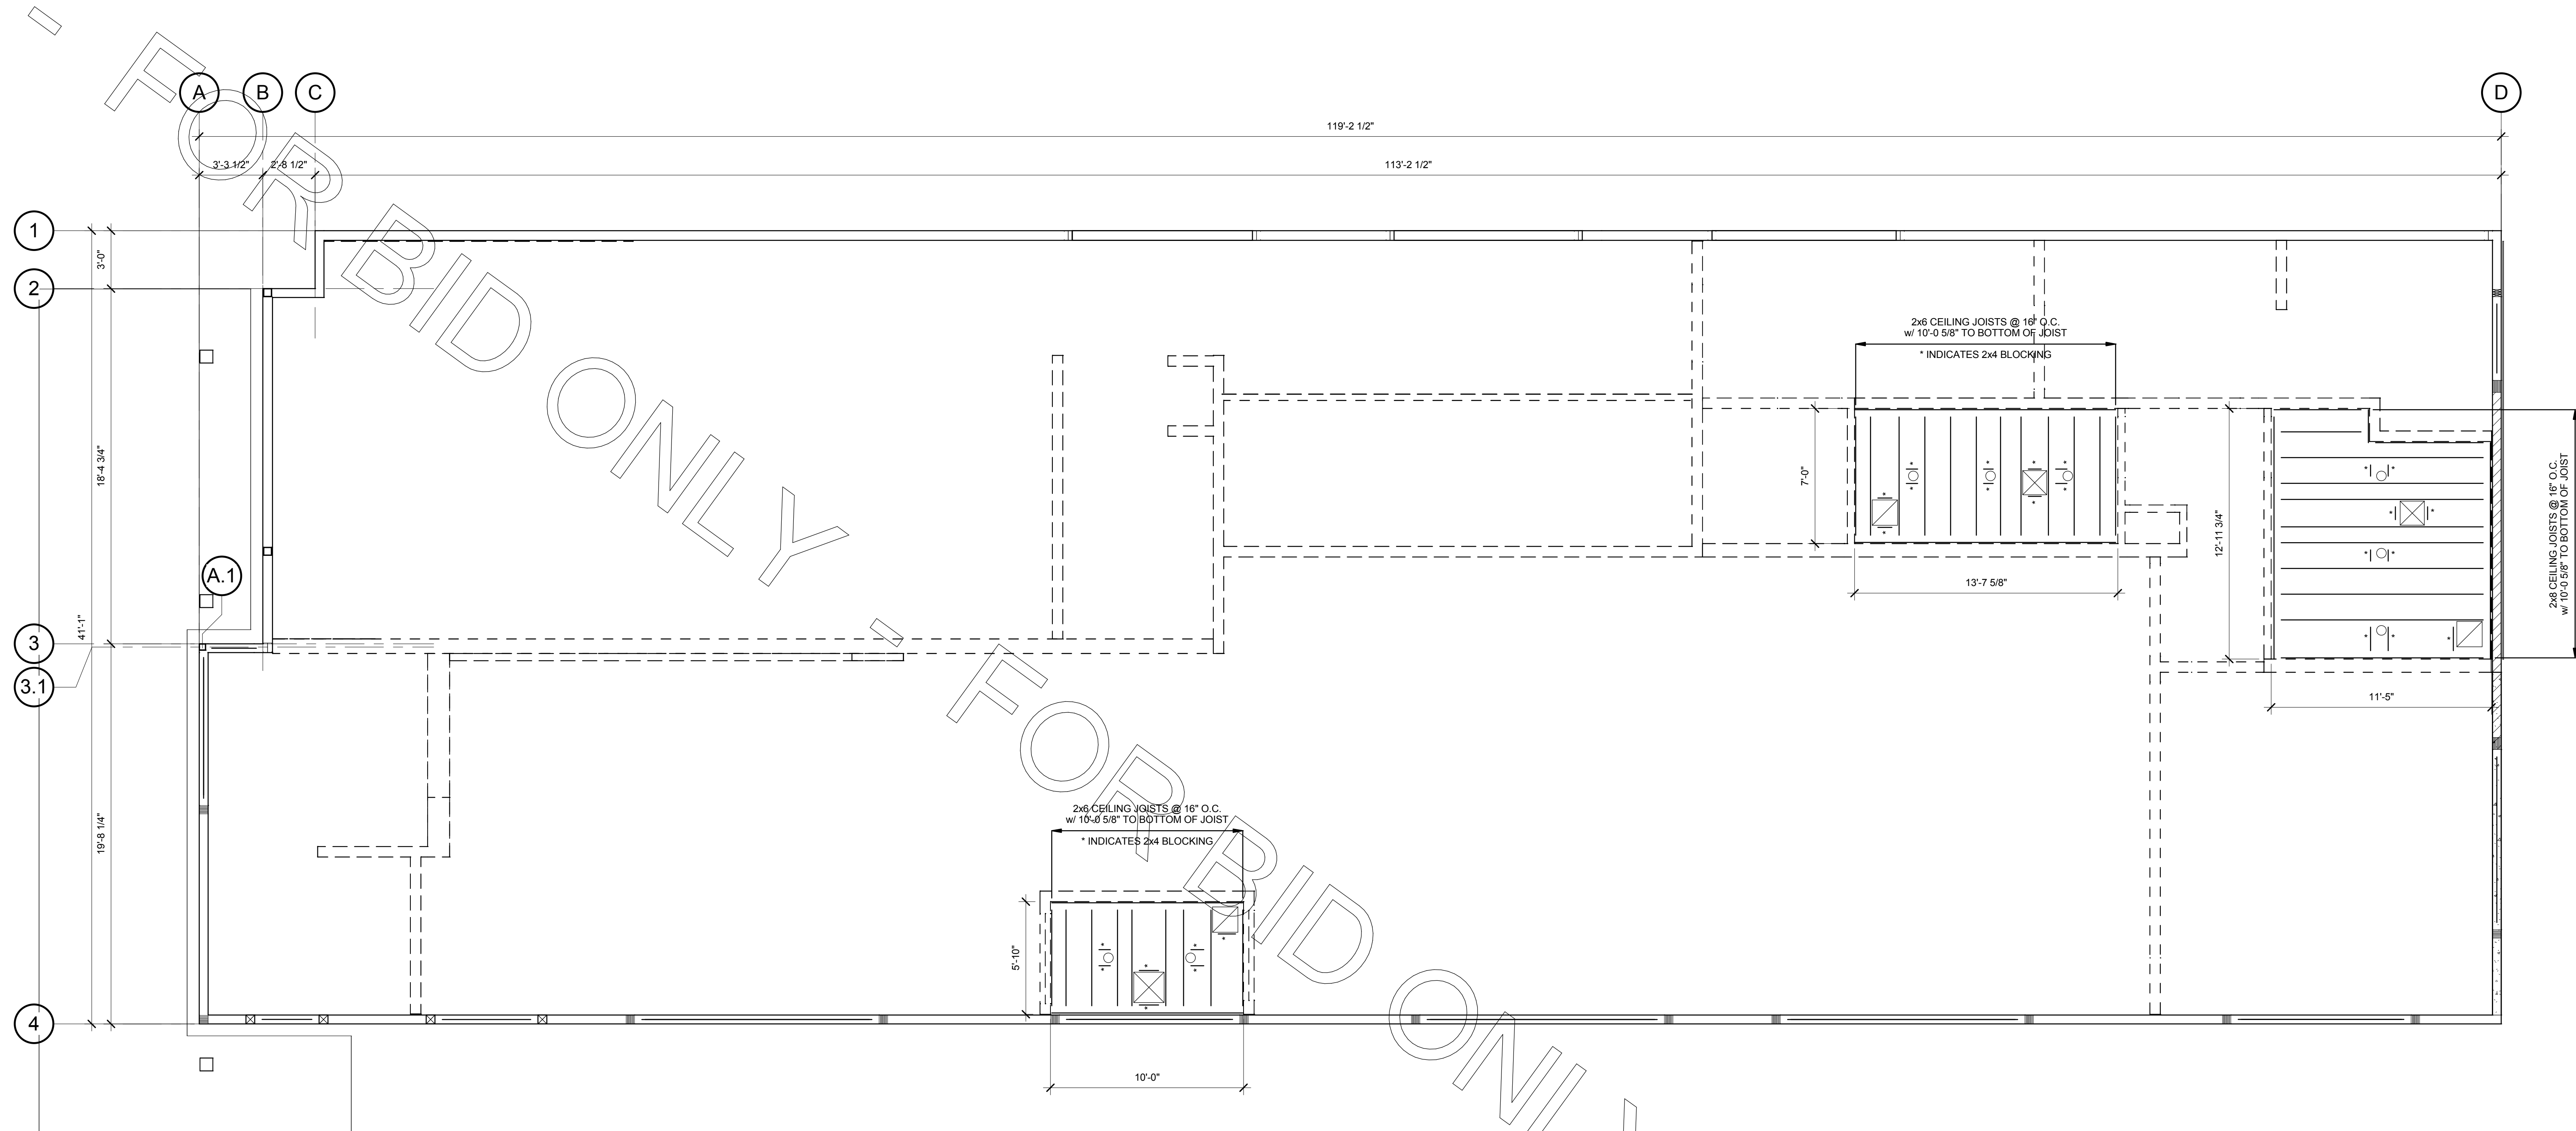 - FOR BID ONLY - FOR BID ONLY
A
B
C
D
119'-2 1/2"
3'-3 1/2"
2'-8 1/2"
113'-2 1/2"
1
2
3
3.1
4
A.1
3'-0"
18'-4 3/4"
41'-1"
19'-8 1/4"
2x6 CEILING JOISTS @ 16" O.C.
w/ 10'-0 5/8" TO BOTTOM OF JOIST
* INDICATES 2x4 BLOCKING
7'-0"
13'-7 5/8"
12'-11 3/4"
11'-5"
2x8 CEILING JOISTS @ 16" O.C.
w/ 10'-0 5/8" TO BOTTOM OF JOIST
2x6 CEILING JOISTS @ 16" O.C.
w/ 10'-0 5/8" TO BOTTOM OF JOIST
* INDICATES 2x4 BLOCKING
5'-10"
10'-0"